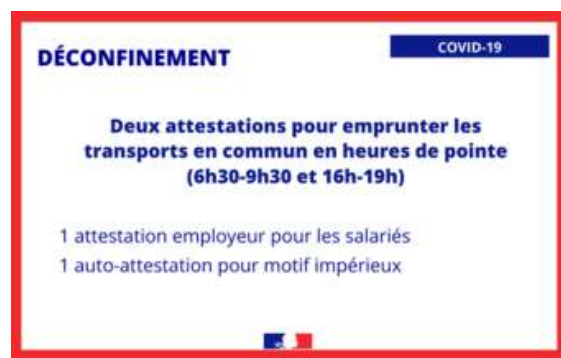 DÉCONFINEMENT
COVID-19
Deux attestations pour emprunter les
transports en commun en heures de pointe
(6h30-9h30 et 16h-19h)
1 attestation employeur pour les salariés
1 auto-attestation pour motif impérieux